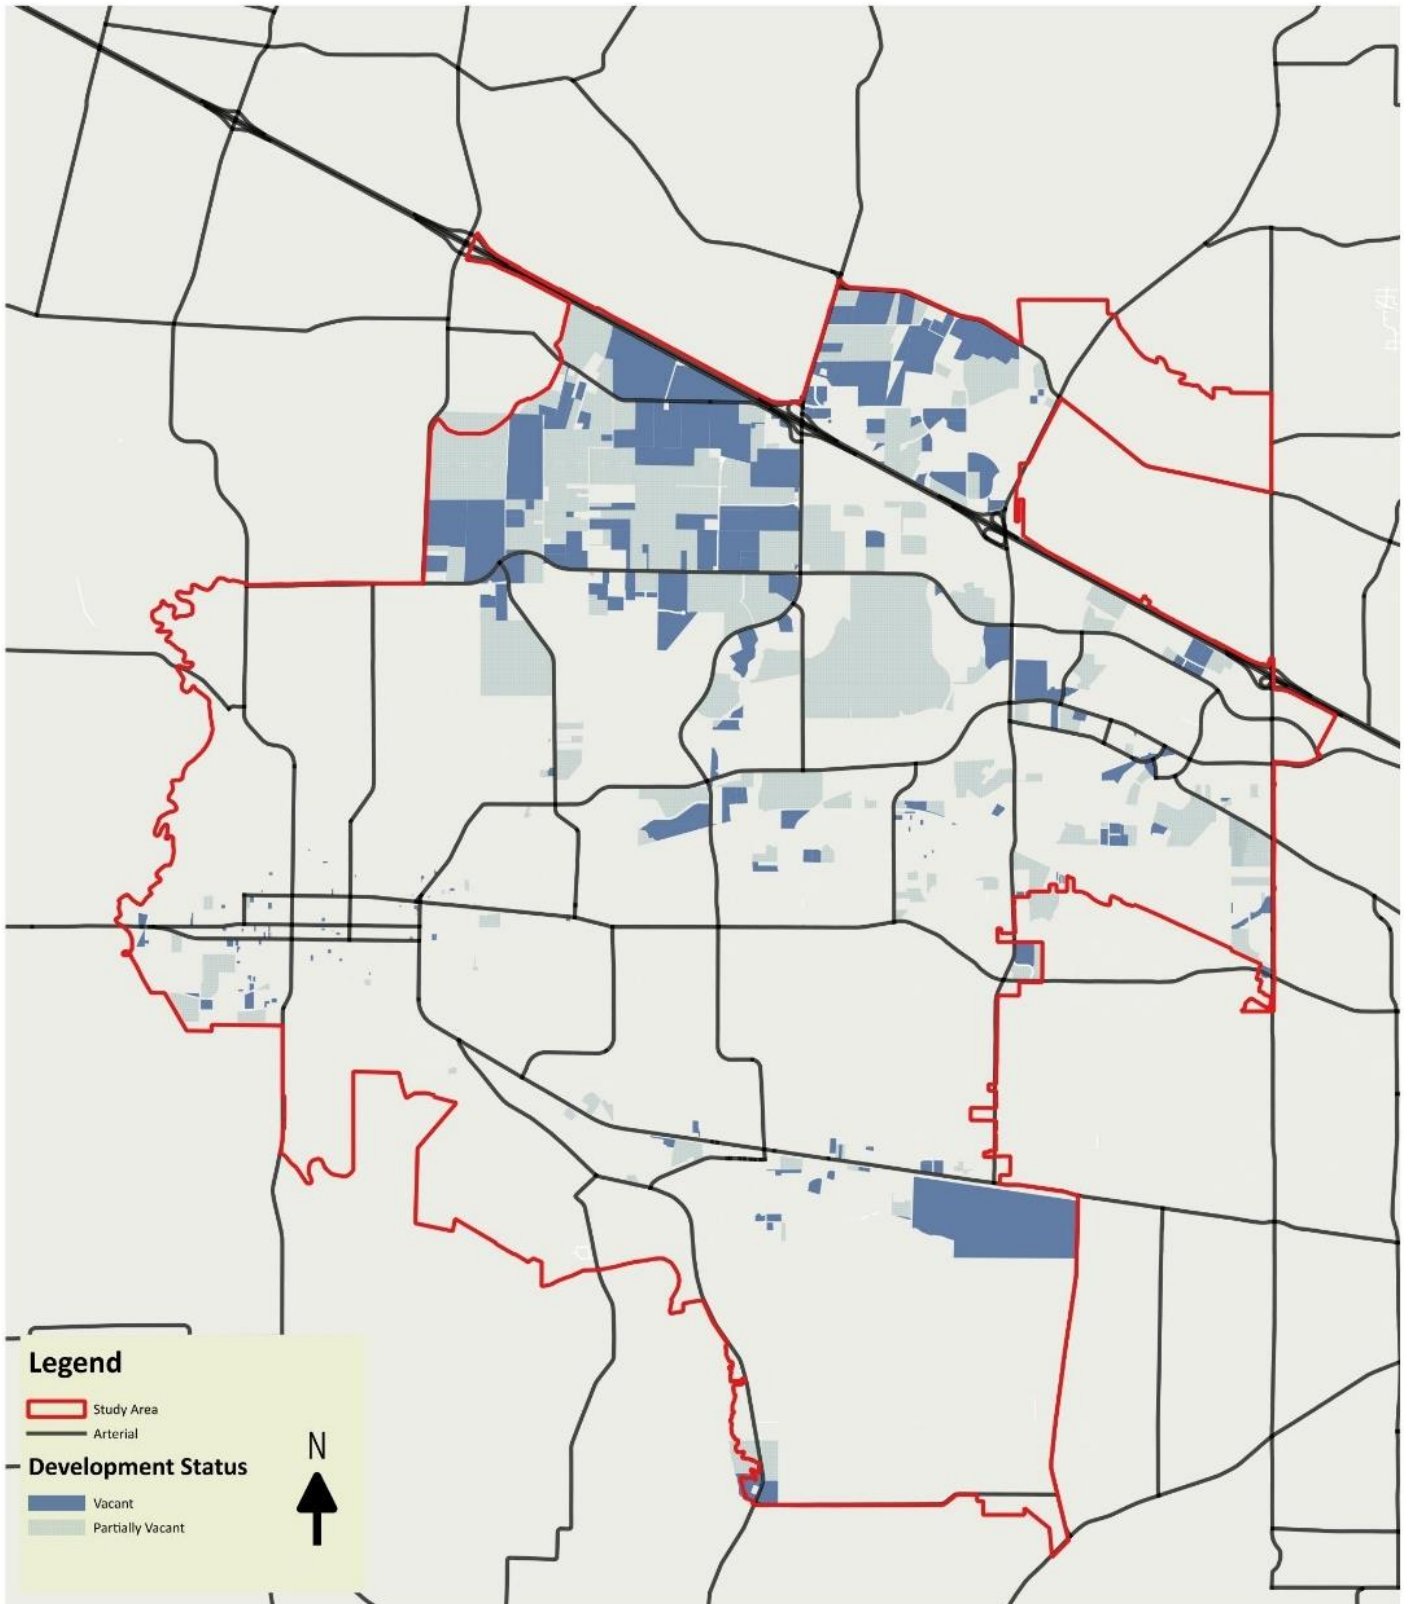 Legend
Study Area
Arterial
Development Status
Vacant
Partially Vacant
N